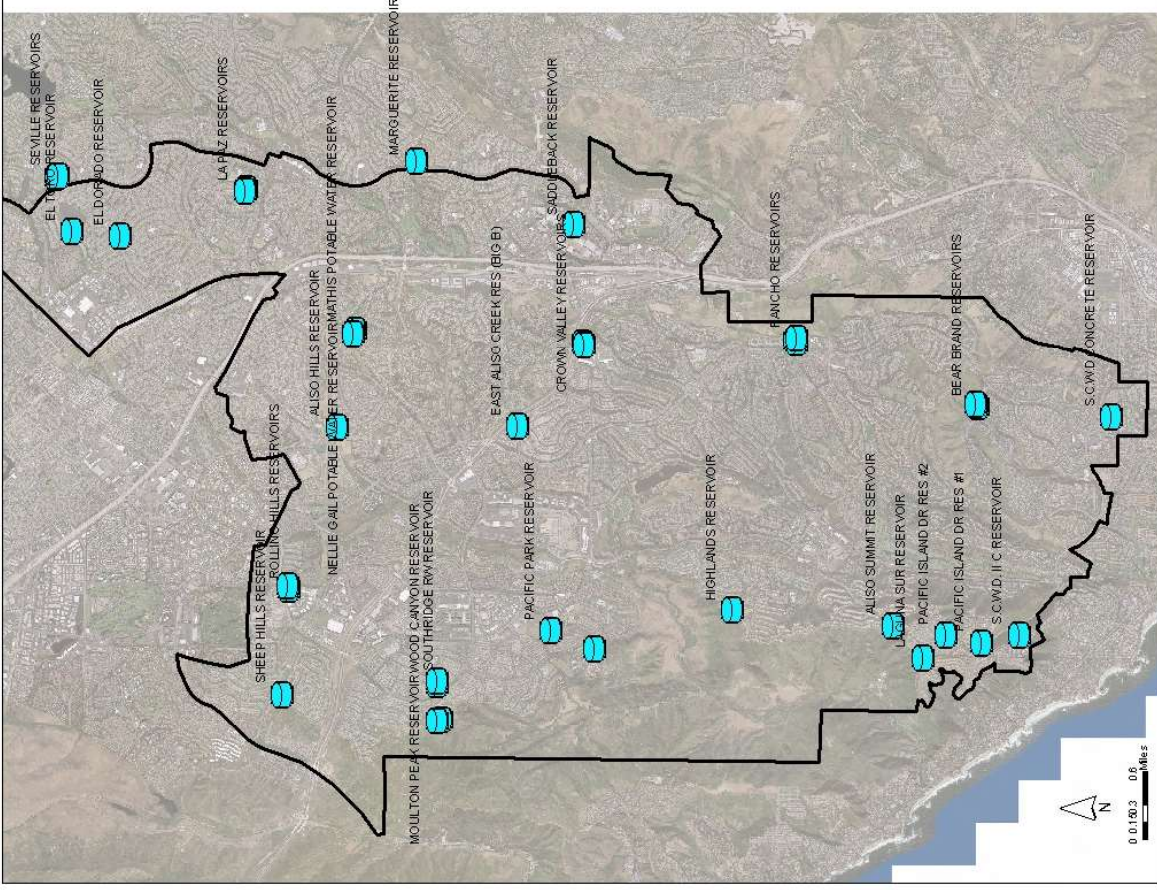 SEVILLE RESERVOIRS
EL TORO RESERVOIR
EL DORADO RESERVOIR
LA PAZ RESERVOIRS
MARGUERITE RESERVOIR
ALISO HILLS RESERVOIR
NELLIE GAIL POTABLE WATER RESERVOIR
MATHIS POTABLE WATER RESERVOIR
SADDLEBACK RESERVOIR
EAST ALISO CREEK RES (BIG B)
CROWN VALLEY RESERVOIRS
SHEEP HILLS RESERVOIR
ROLLING HILLS RESERVOIRS
MOULTON PEAK RESERVOIR
WOOD CANYON RESERVOIR
SOUTHRIDGE RW RESERVOIR
PACIFIC PARK RESERVOIR
RANCHO RESERVOIRS
HIGHLANDS RESERVOIR
ALISO SUMMIT RESERVOIR
LAGUNA SUR RESERVOIR
PACIFIC ISLAND DR RES #2
PACIFIC ISLAND DR RES #1
S.C.W.D. II C RESERVOIR
BEAR BRAND RESERVOIRS
S.C.W.D. CONCRETE RESERVOIR
N
0 0.15 0.3 0.6
Miles